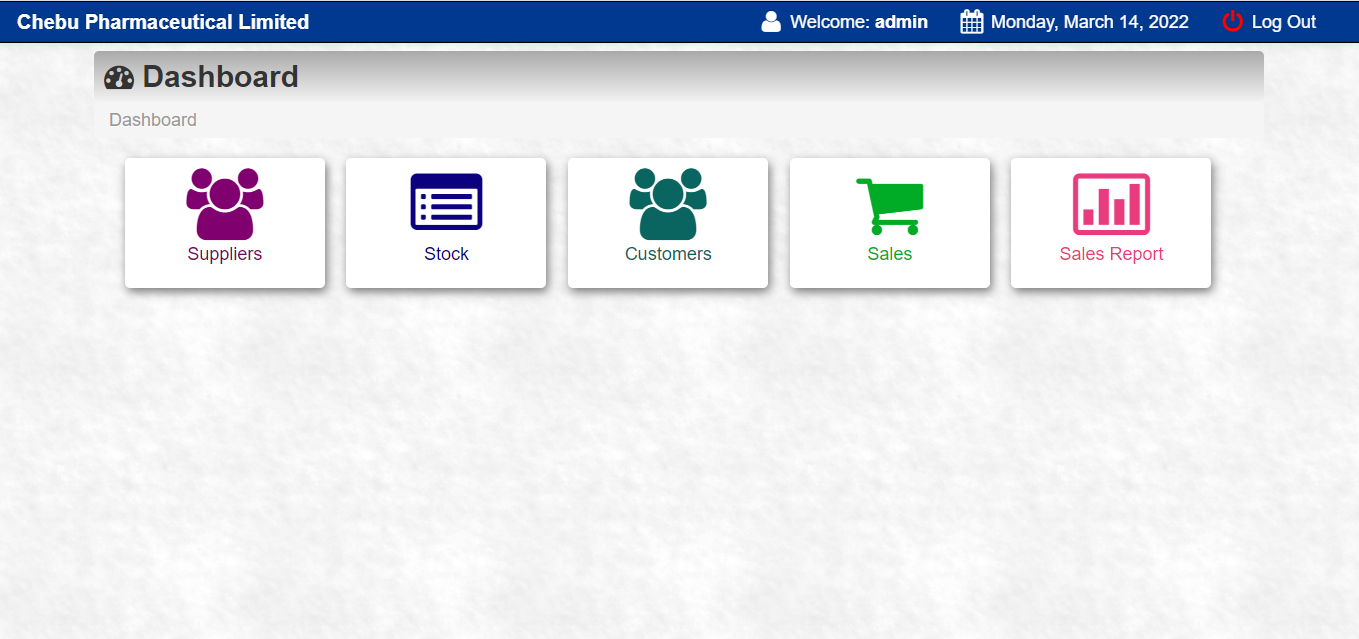 Chebu Pharmaceutical Limited Welcome: admin Monday, March 14, 2022 Log Out
Dashboard
Dashboard
Suppliers Stock Customers Sales Sales Report